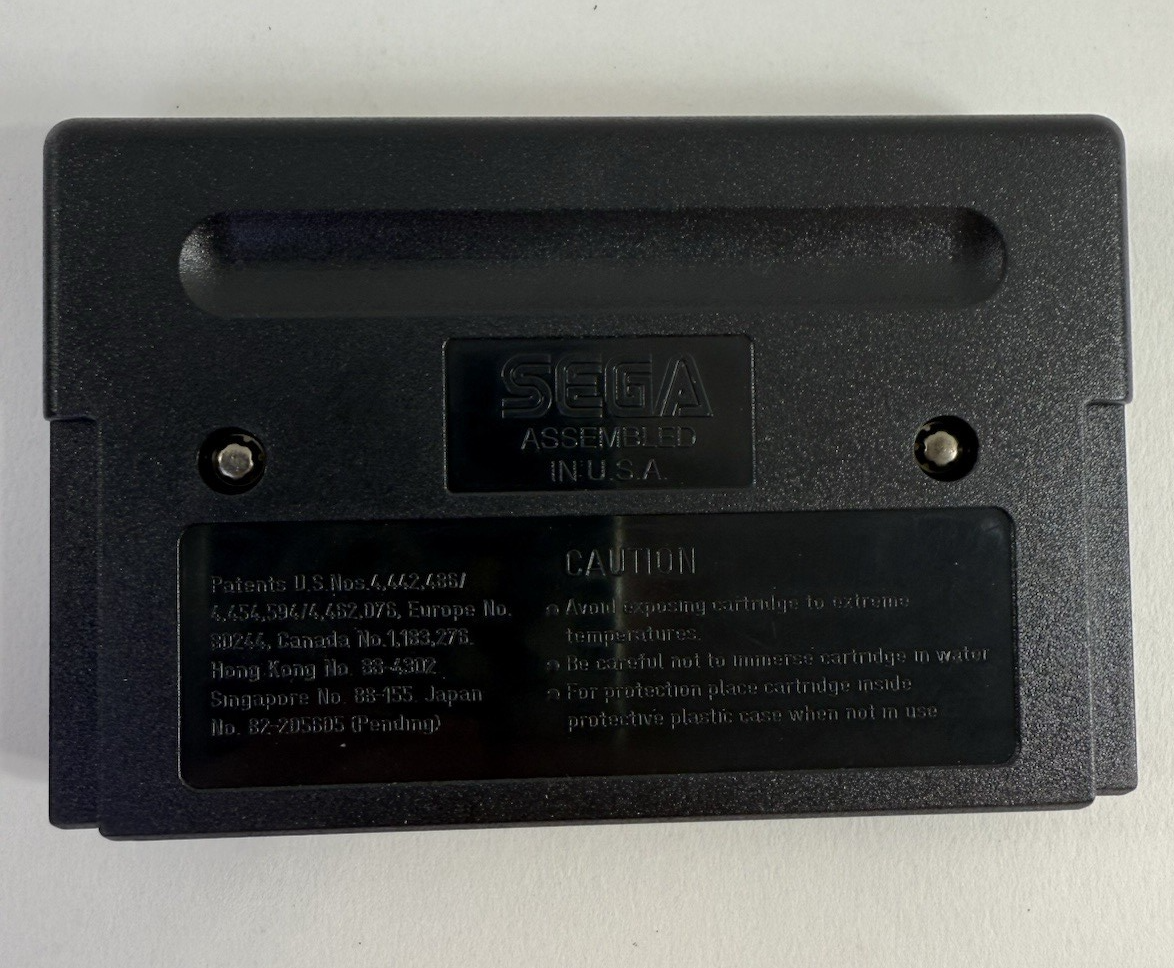 SEGA
ASSEMBLED
IN U.S.A.
Patents U.S.Nos.4,442,486/
4,454,594/4,462,076, Europe No.
80244, Canada No.1,183,276.
Hong Kong No. 88-4302
Singapore No. 88-155. Japan
No. 82-205605 (Pending)
CAUTION
Avoid exposing cartridge to extreme
temperatures.
Be careful not to immerse cartridge in water
For protection place cartridge inside
protective plastic case when not in use